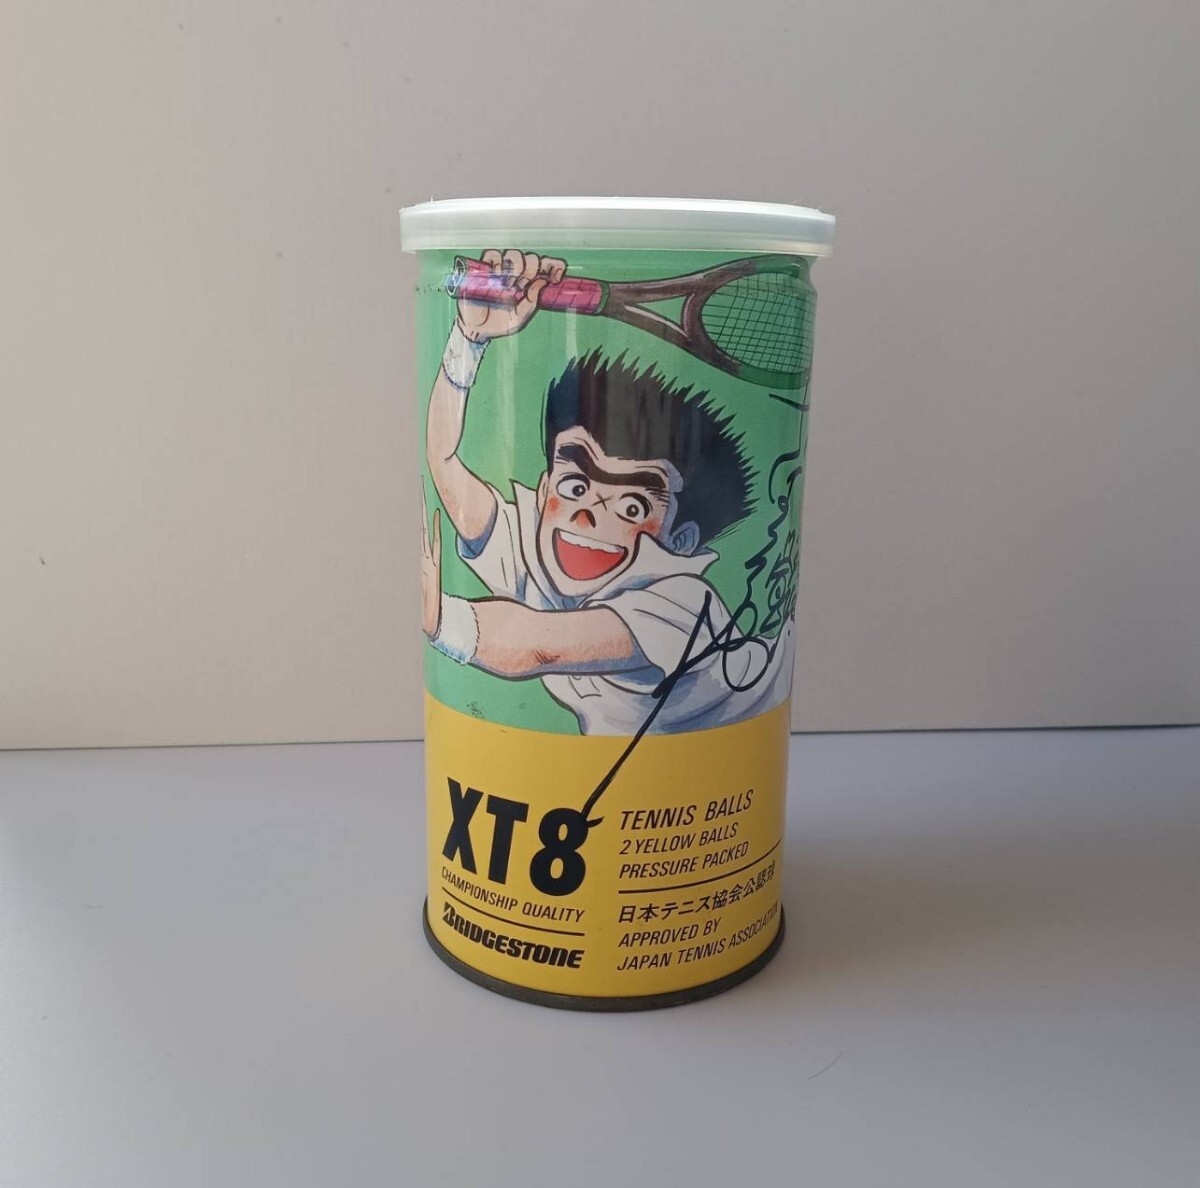 XT8
CHAMPIONSHIP QUALITY
BRIDGESTONE
TENNIS BALLS
2 YELLOW BALLS
PRESSURE PACKED
日本テニス協会公認球
APPROVED BY
JAPAN TENNIS ASSOCIATION